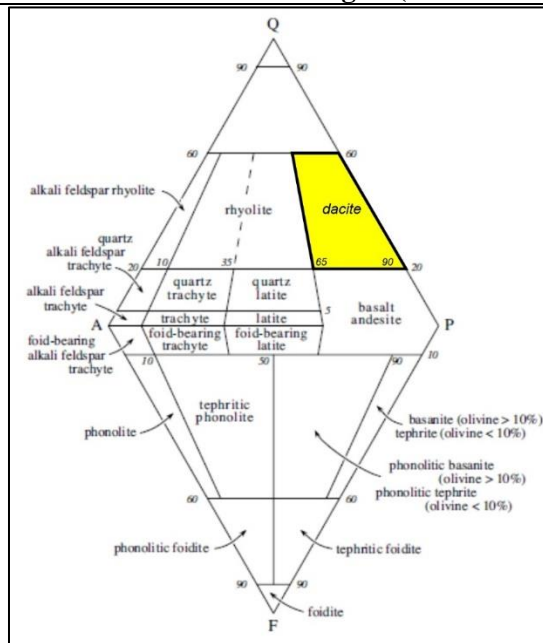 Q
90
90
60
60
alkali feldspar rhyolite
rhyolite
dacite
quartz
alkali feldspar
trachyte
20
10
35
65
90
20
alkali feldspar
trachyte
quartz
trachyte
quartz
latite
basalt
andesite
5
A
trachyte
latite
P
foid-bearing
alkali feldspar
trachyte
foid-bearing
trachyte
foid-bearing
latite
10
50
90
10
tephritic
phonolite
phonolite
basanite (olivine > 10%)
tephrite (olivine < 10%)
phonolitic basanite
(olivine > 10%)
phonolitic tephrite
(olivine < 10%)
60
60
phonolitic foidite
tephritic foidite
90
90
foidite
F